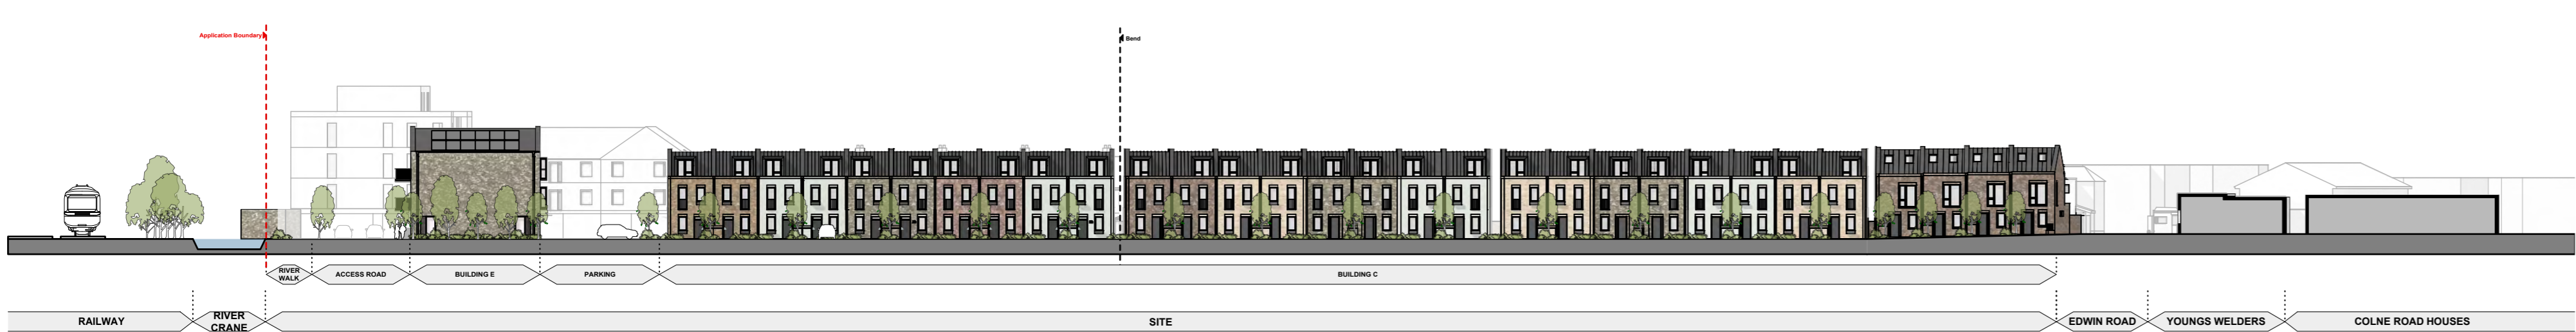 Application Boundary
Bend
RIVER
WALK
ACCESS ROAD
BUILDING E
PARKING
BUILDING C
RAILWAY
RIVER
CRANE
SITE
EDWIN ROAD
YOUNGS WELDERS
COLNE ROAD HOUSES